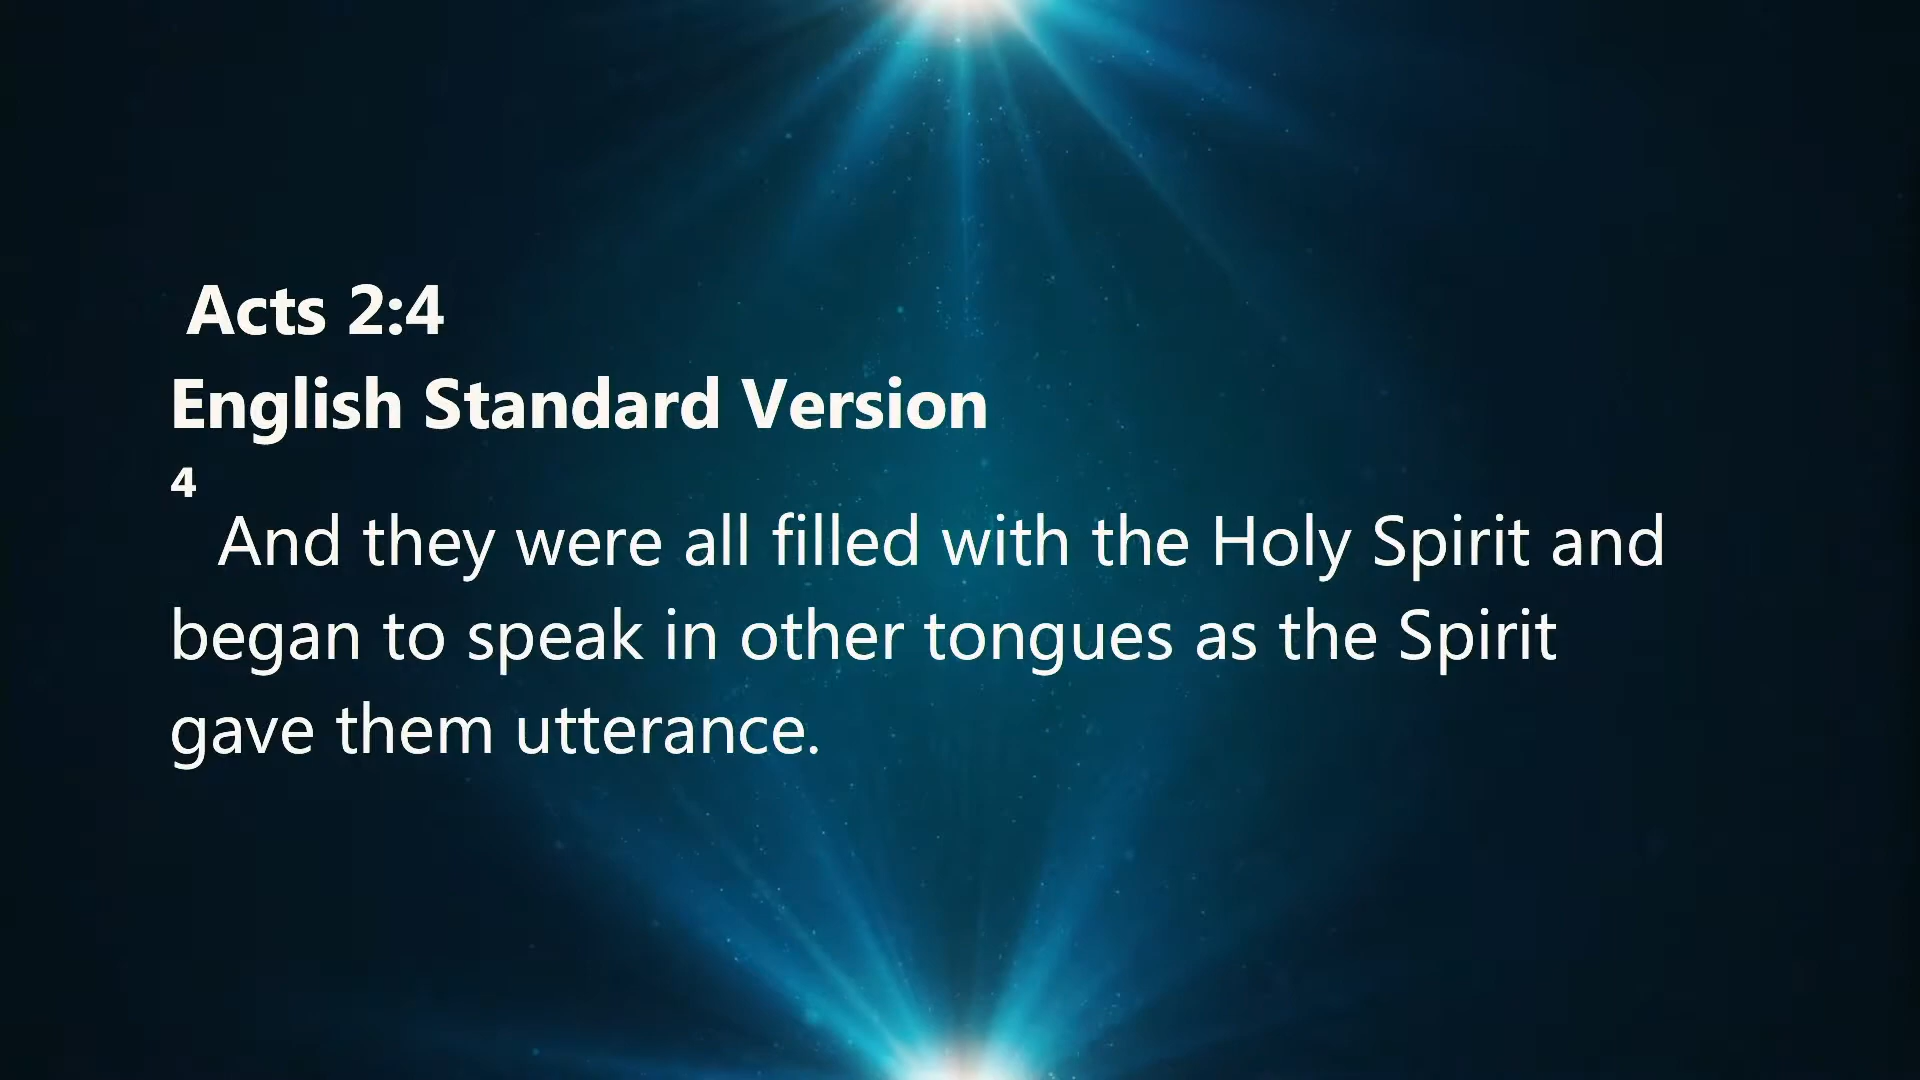 Acts 2:4
English Standard Version
4
And they were all filled with the Holy Spirit and
began to speak in other tongues as the Spirit
gave them utterance.